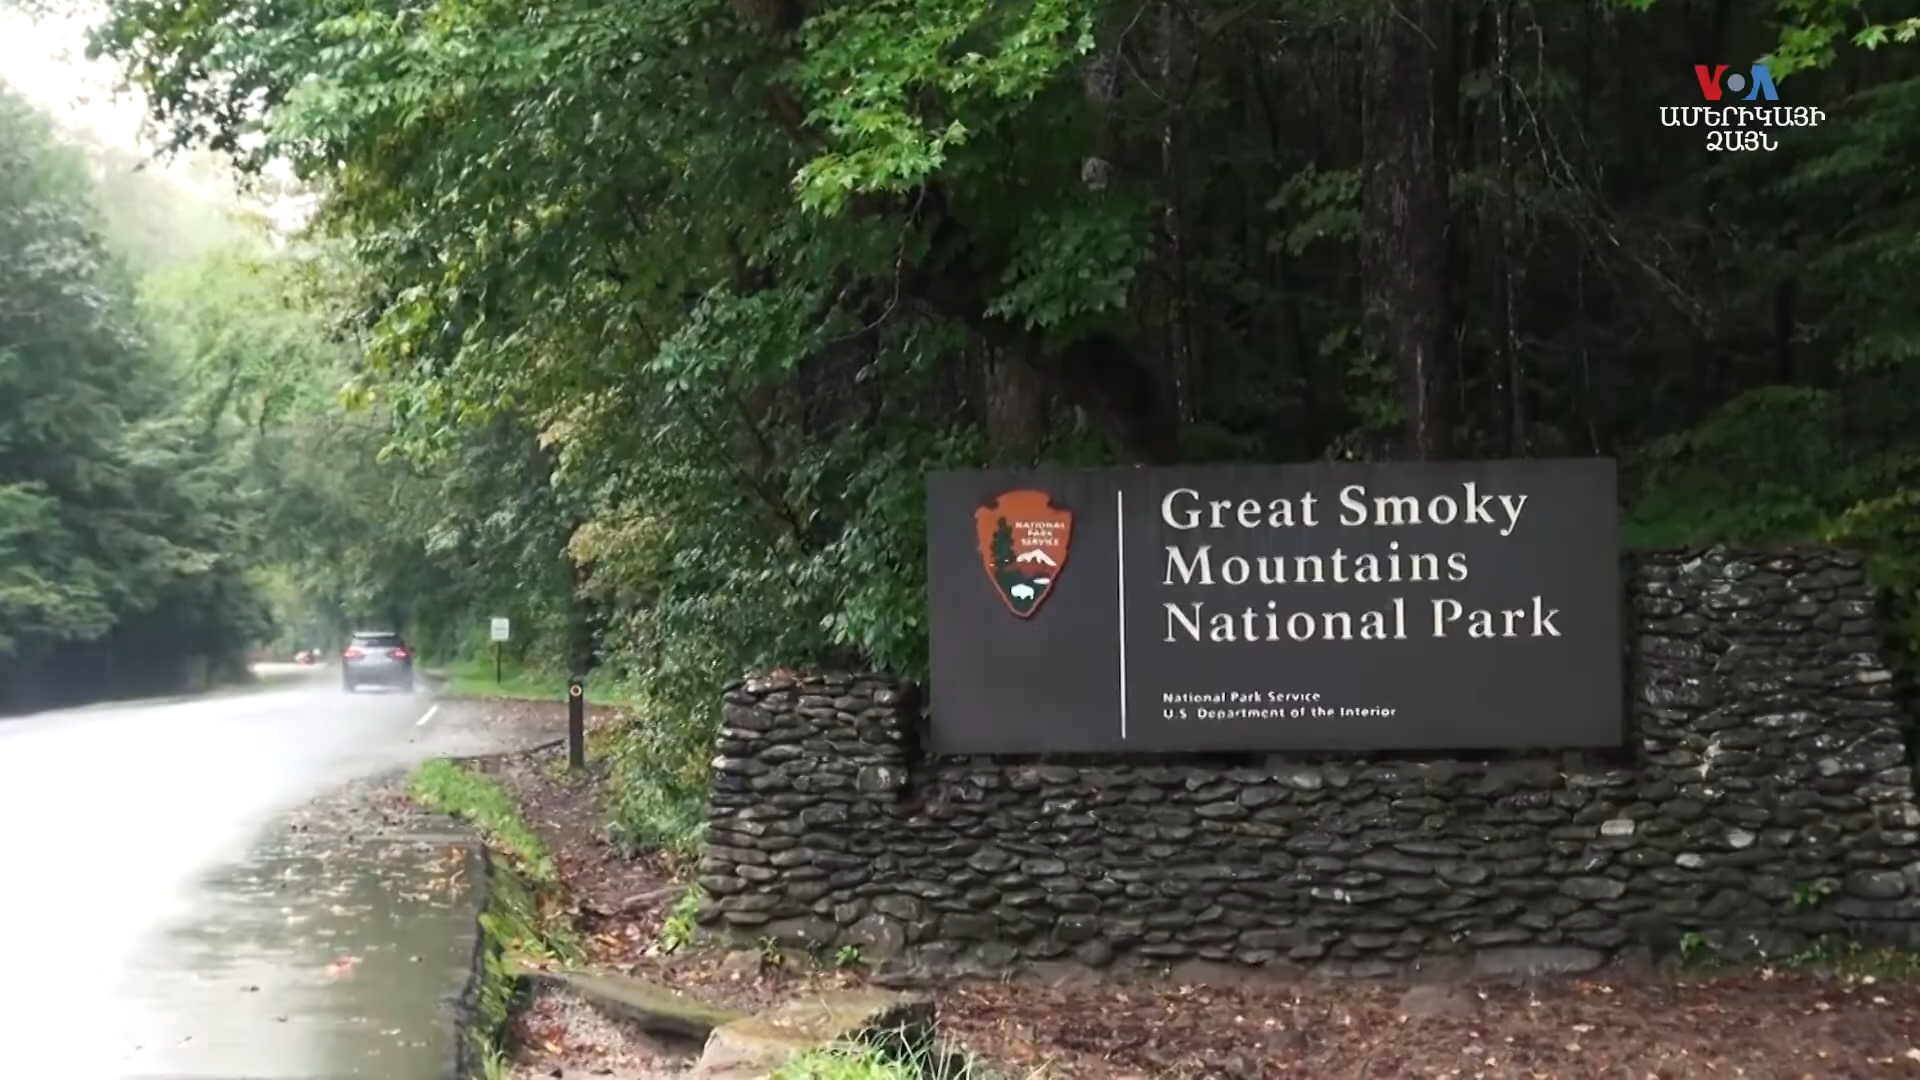 VOA
ԱՄԵՐԻԿԱՅԻ
ՁԱՅՆ
Great Smoky
Mountains
National Park
NATIONAL
PARK
SERVICE
National Park Service
U.S. Department of the Interior